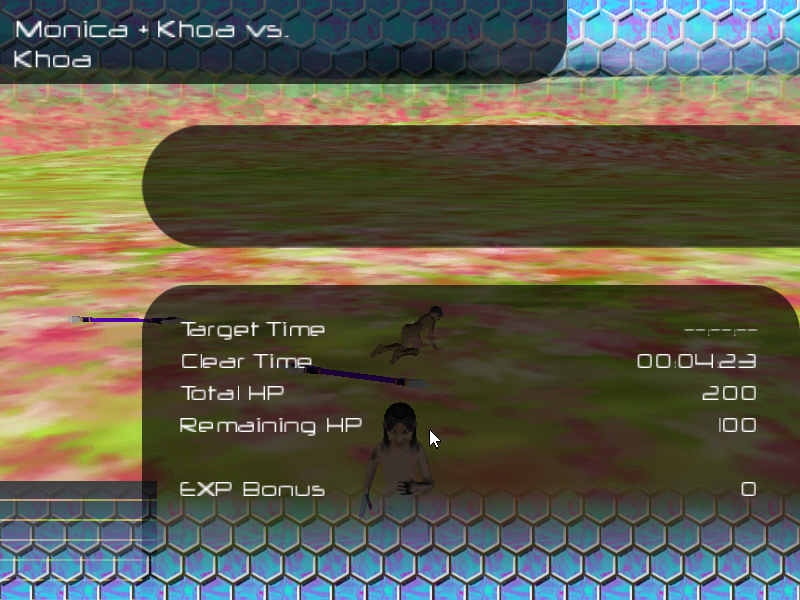 Monica + Khoa vs.
Khoa
Target Time --:--:--
Clear Time 00:04:23
Total HP 200
Remaining HP 100
EXP Bonus 0